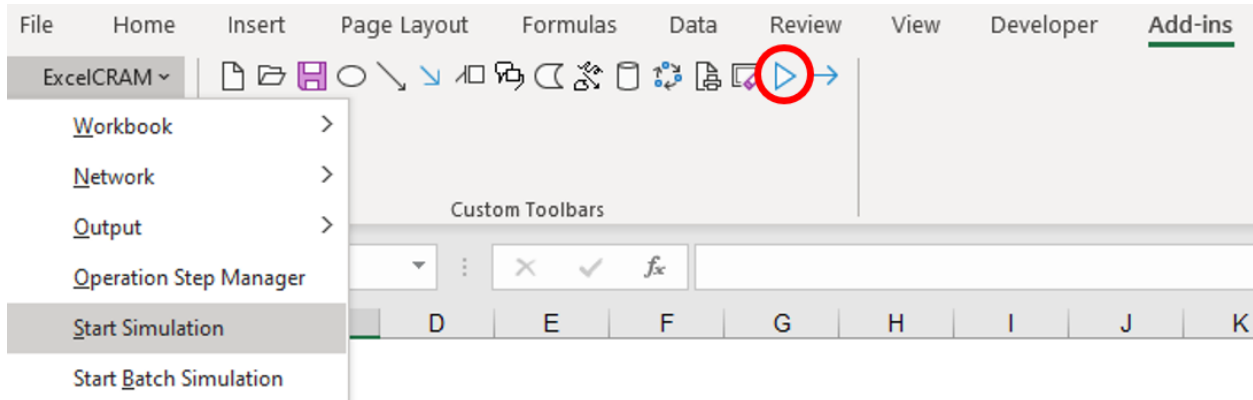 File Home Insert Page Layout Formulas Data Review View Developer Add-ins
ExcelCRAM
Workbook
Network
Output
Operation Step Manager
Start Simulation
Start Batch Simulation
Custom Toolbars
fx
D E F G H I J K